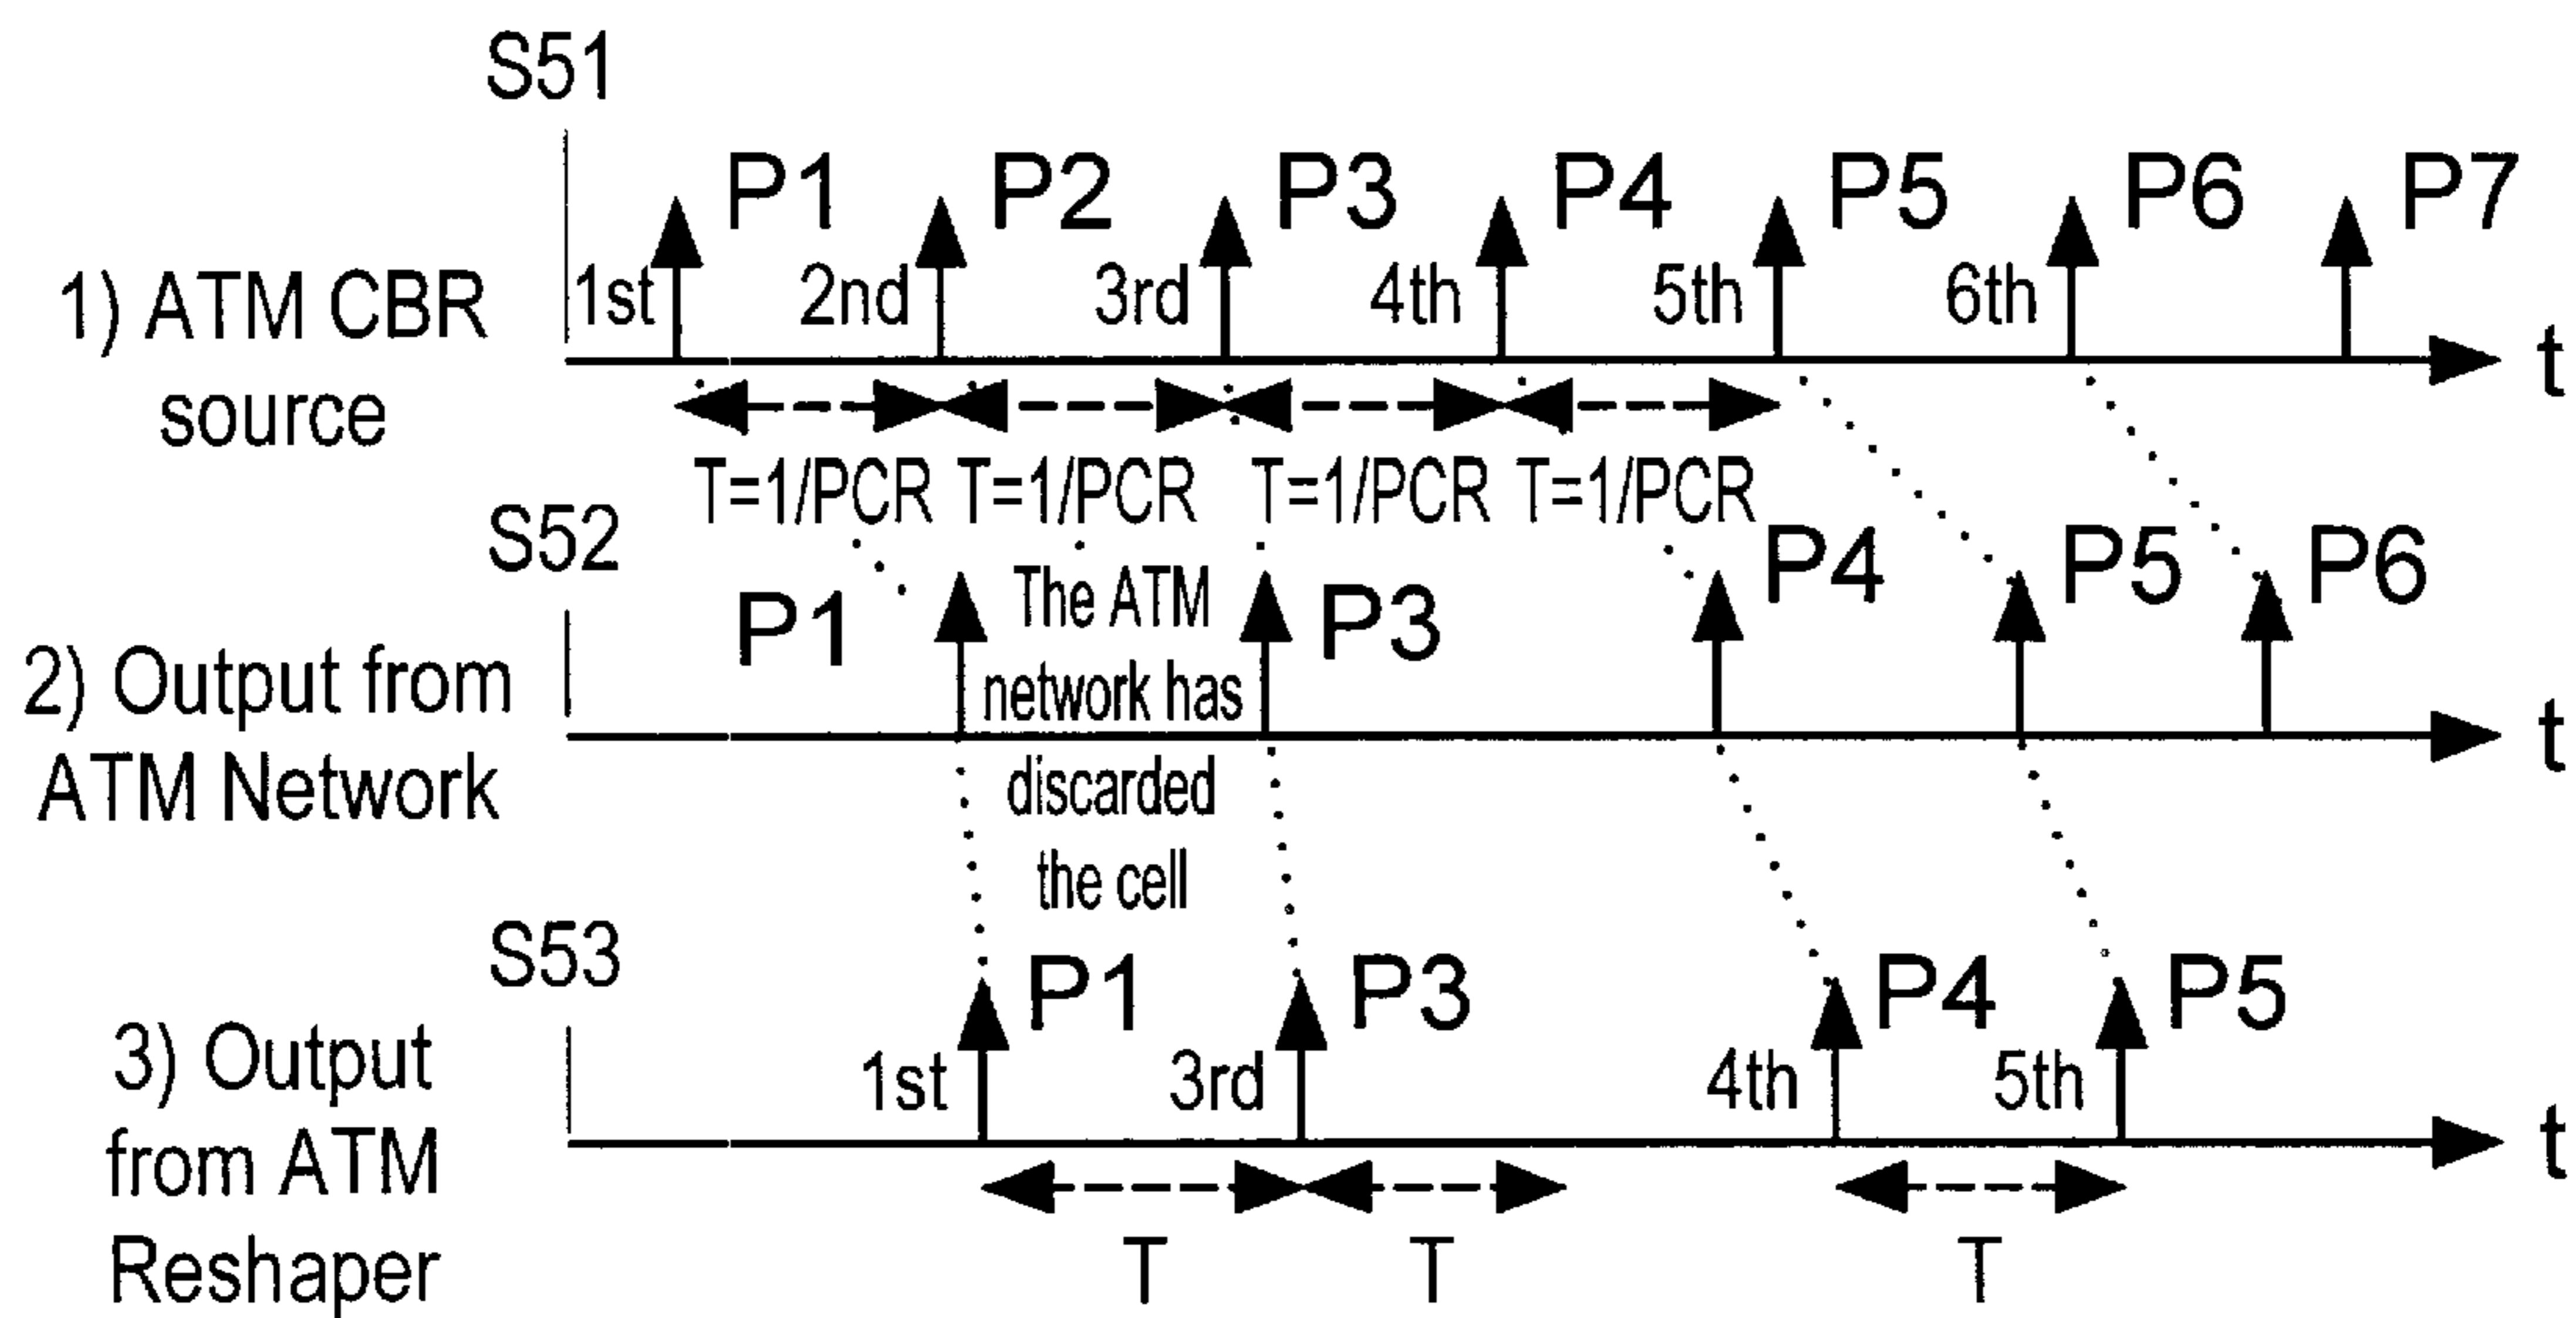 S51
P1 P2 P3 P4 P5 P6 P7
1st 2nd 3rd 4th 5th 6th
1) ATM CBR
source
t
T=1/PCR T=1/PCR T=1/PCR T=1/PCR
S52
P1 P3 P4 P5 P6
The ATM
network has
discarded
the cell
2) Output from
ATM Network
t
S53
P1 P3 P4 P5
1st 3rd 4th 5th
3) Output
from ATM
Reshaper
t
T T T